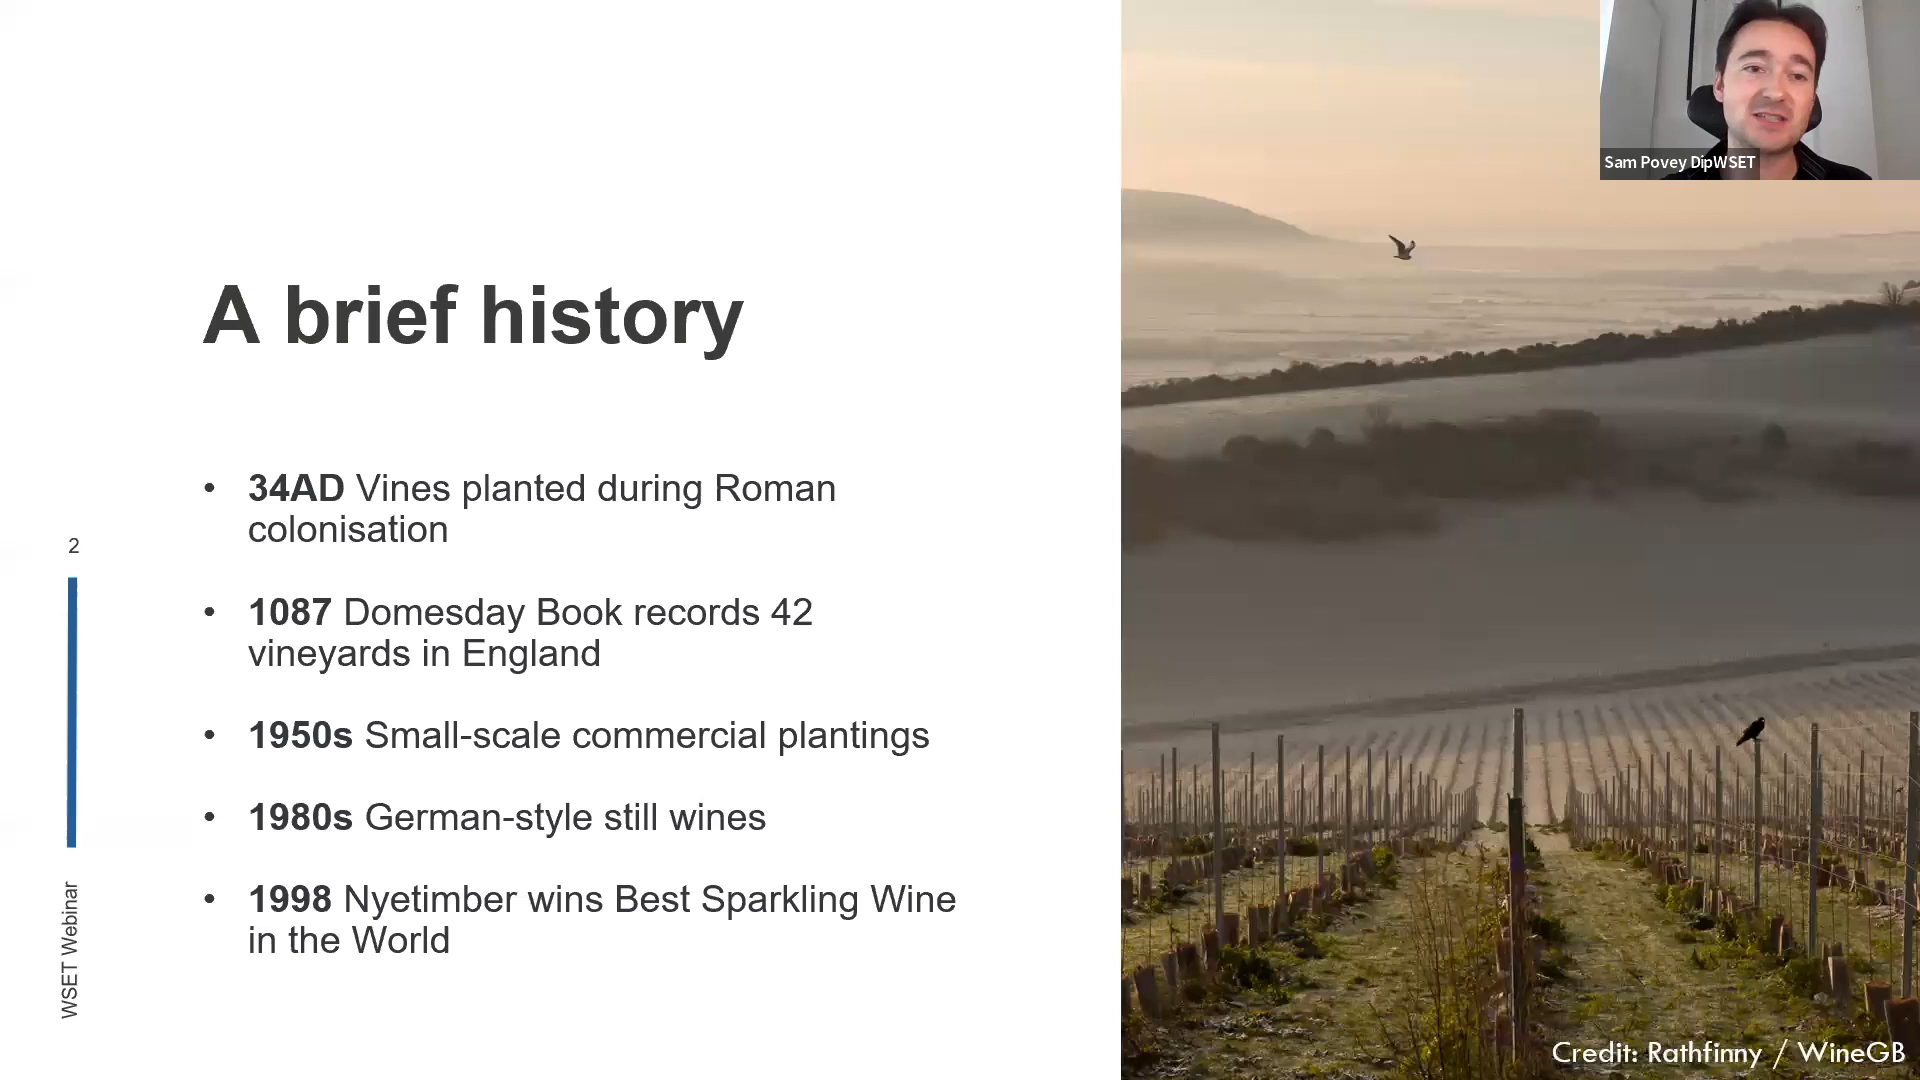 Sam Povey DipWSET
A brief history
• 34AD Vines planted during Roman
colonisation
• 1087 Domesday Book records 42
vineyards in England
• 1950s Small-scale commercial plantings
• 1980s German-style still wines
• 1998 Nyetimber wins Best Sparkling Wine
in the World
2
WSET Webinar
Credit: Rathfinny / WineGB